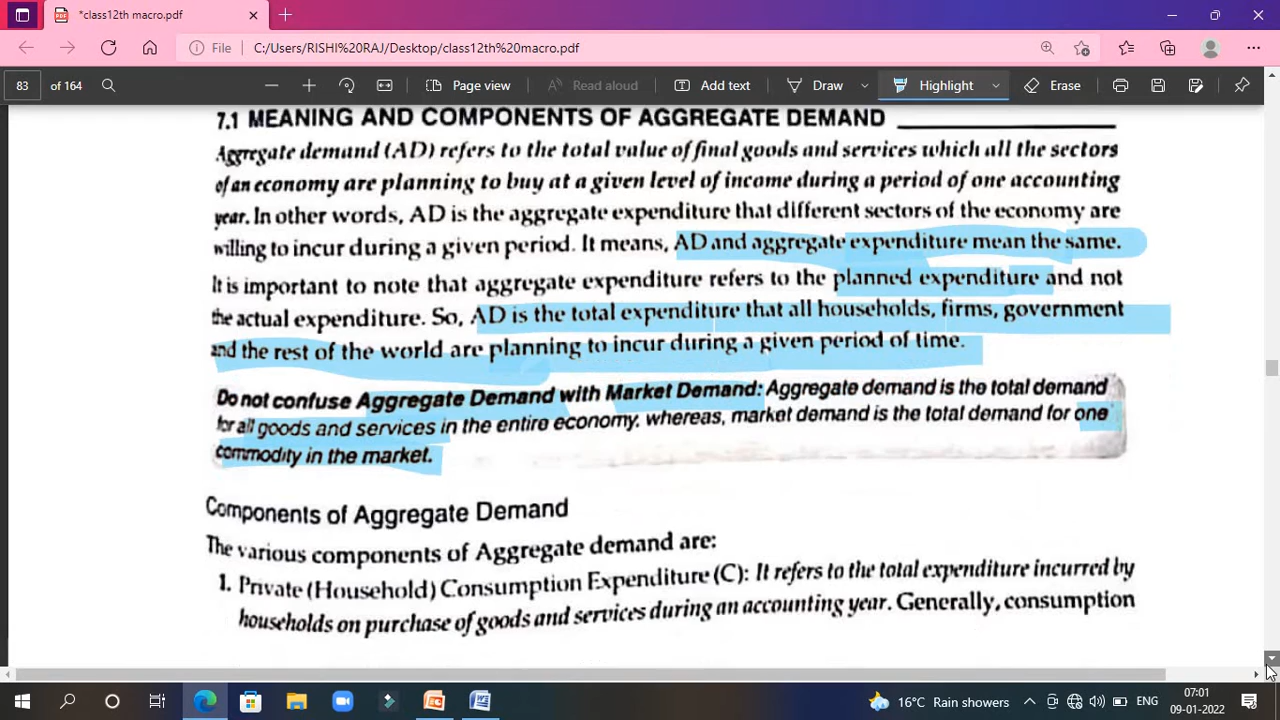 *class12th macro.pdf
File C:/Users/RISHI%20RAJ/Desktop/class12th%20macro.pdf
83 of 164 Page view Read aloud Add text Draw Highlight Erase
7.1 MEANING AND COMPONENTS OF AGGREGATE DEMAND
Aggregate demand (AD) refers to the total value of final goods and services which all the sectors
of an economy are planning to buy at a given level of income during a period of one accounting
year. In other words, AD is the aggregate expenditure that different sectors of the economy are
willing to incur during a given period. It means, AD and aggregate expenditure mean the same.
It is important to note that aggregate expenditure refers to the planned expenditure and not
the actual expenditure. So, AD is the total expenditure that all households, firms, government
and the rest of the world are planning to incur during a given period of time.
Do not confuse Aggregate Demand with Market Demand: Aggregate demand is the total demand
for all goods and services in the entire economy. whereas, market demand is the total demand for one
commodity in the market.
Components of Aggregate Demand
The various components of Aggregate demand are:
1. Private (Household) Consumption Expenditure (C): It refers to the total expenditure incurred by
households on purchase of goods and services during an accounting year. Generally, consumption
16°C Rain showers ENG 07:01
09-01-2022